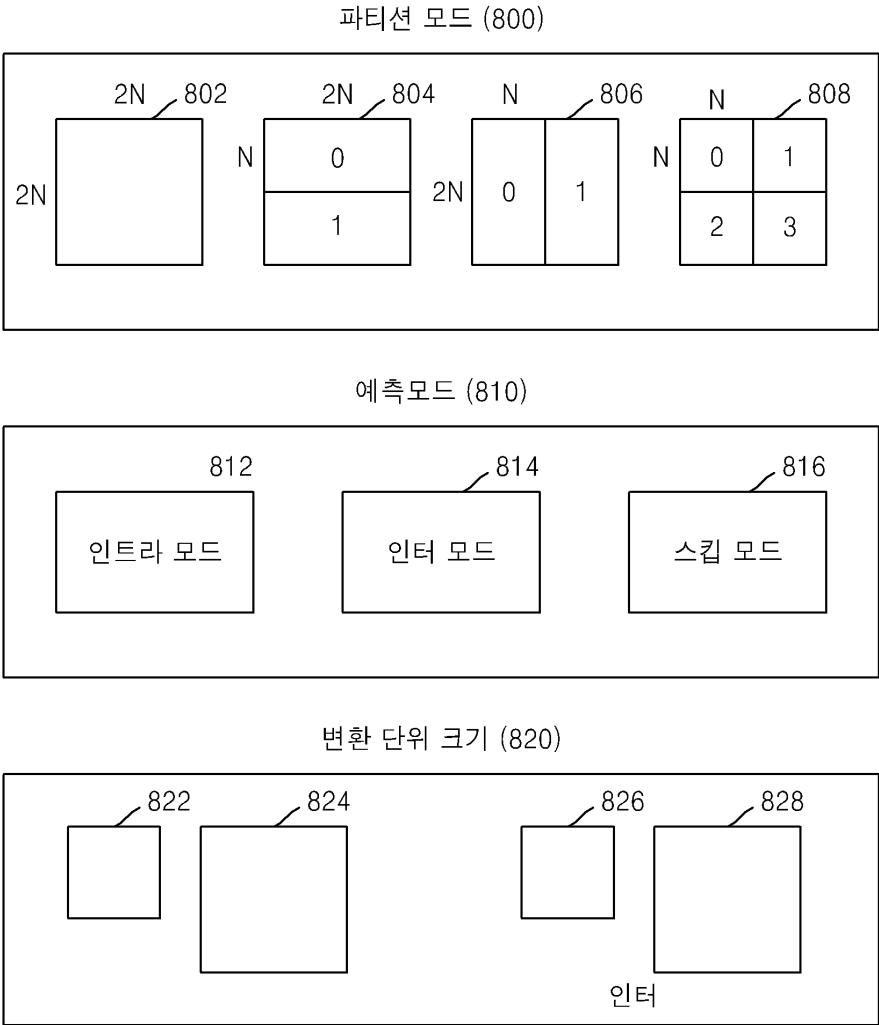 파티션 모드 (800)
2N 802 2N 804 N 806 N 808
2N N 0 1 2N 0 1 N 0 1 2 3
예측모드 (810)
812 814 816
인트라 모드 인터 모드 스킵 모드
변환 단위 크기 (820)
822 824 826 828
인터